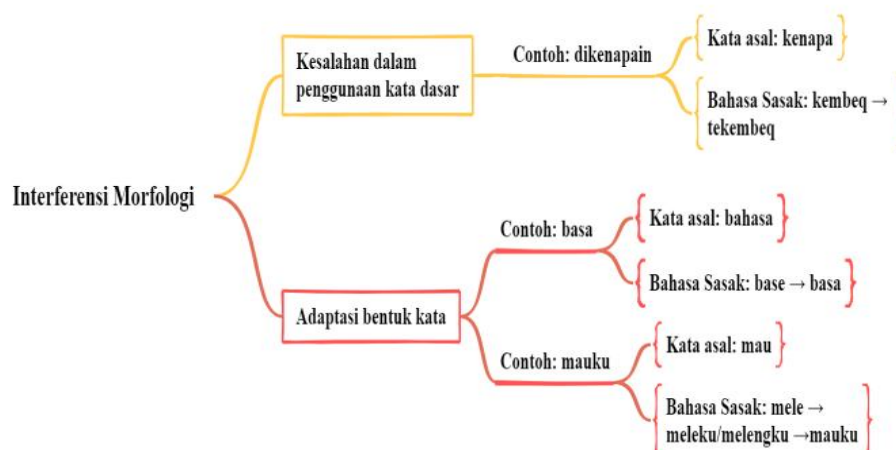 Interferensi Morfologi
Kesalahan dalam
penggunaan kata dasar
Contoh: dikenapain
Kata asal: kenapa
Bahasa Sasak: kembeq →
tekembeq
Adaptasi bentuk kata
Contoh: basa
Kata asal: bahasa
Bahasa Sasak: base → basa
Contoh: mauku
Kata asal: mau
Bahasa Sasak: mele →
meleku/melengku →mauku